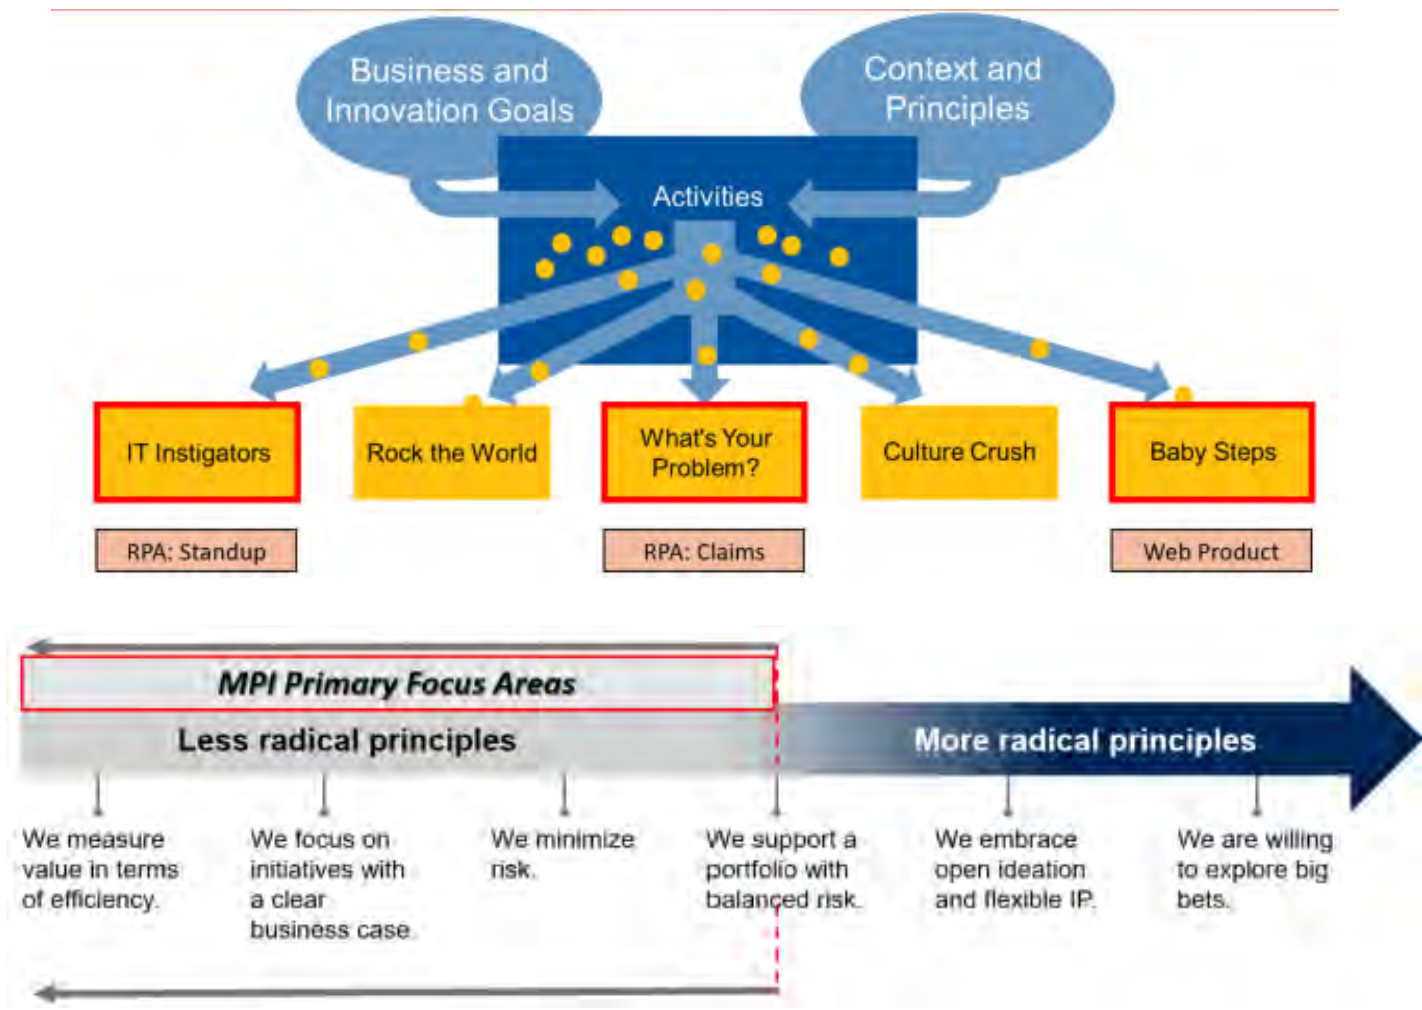 Business and
Innovation Goals
Context and
Principles
Activities
IT Instigators
Rock the World
What's Your
Problem?
Culture Crush
Baby Steps
RPA: Standup
RPA: Claims
Web Product
MPI Primary Focus Areas
Less radical principles
More radical principles
We measure
value in terms
of efficiency.
We focus on
initiatives with
a clear
business case.
We minimize
risk.
We support a
portfolio with
balanced risk.
We embrace
open ideation
and flexible IP.
We are willing
to explore big
bets.